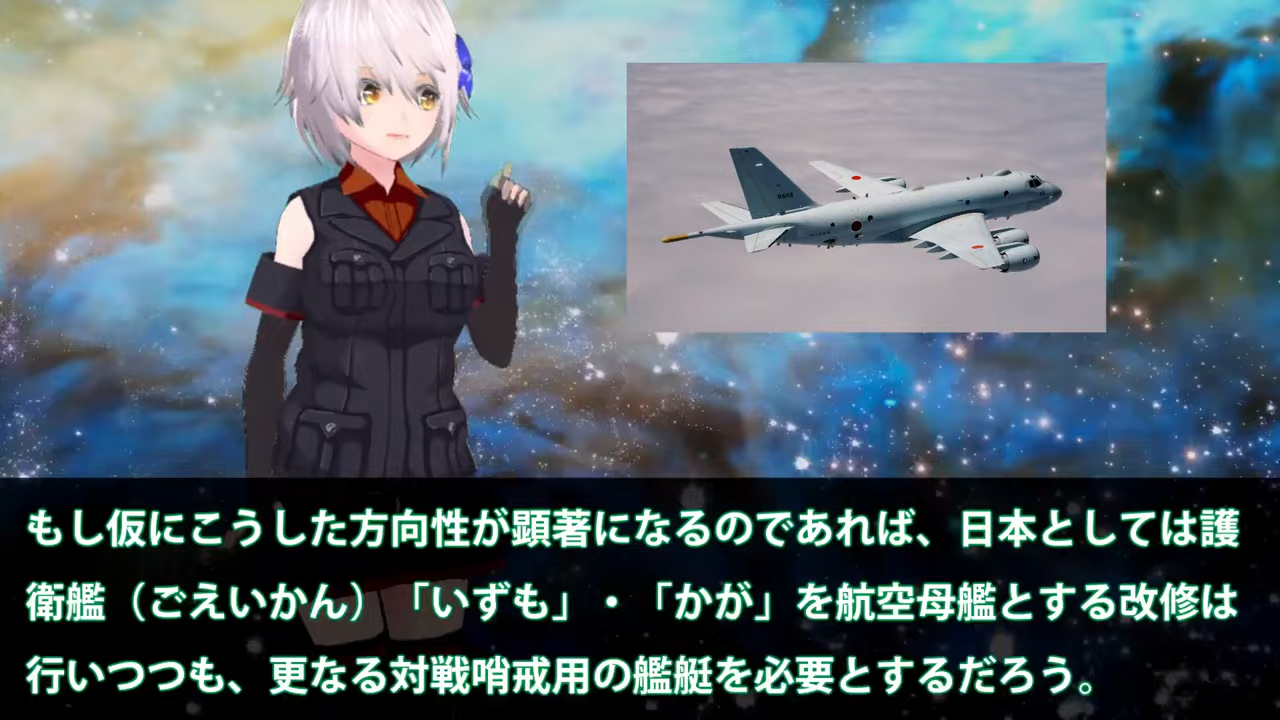 もし仮にこうした方向性が顕著になるのであれば、日本としては護
衛艦（ごえいかん）「いずも」・「かが」を航空母艦とする改修は
行いつつも、更なる対戦哨戒用の艦艇を必要とするだろう。